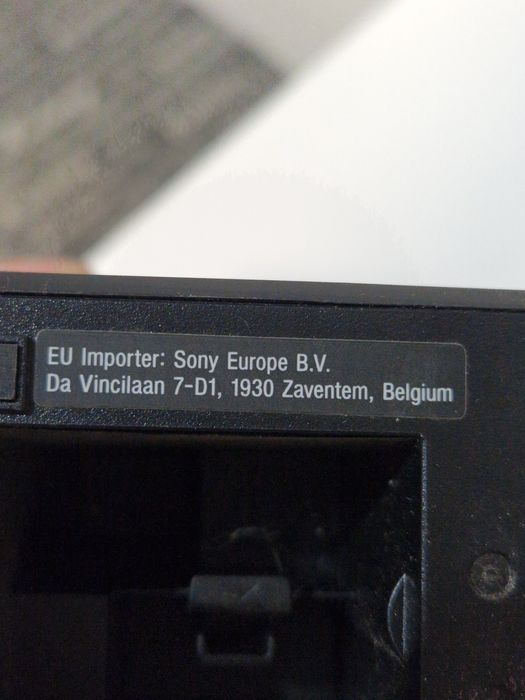 EU Importer: Sony Europe B.V.
Da Vincilaan 7-D1, 1930 Zaventem, Belgium